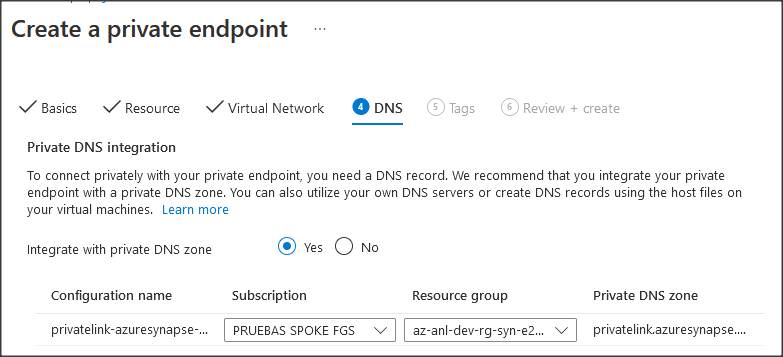 Create a private endpoint ...
Basics Resource Virtual Network 4 DNS 5 Tags 6 Review + create
Private DNS integration
To connect privately with your private endpoint, you need a DNS record. We recommend that you integrate your private
endpoint with a private DNS zone. You can also utilize your own DNS servers or create DNS records using the host files on
your virtual machines. Learn more
Integrate with private DNS zone Yes No
Configuration name Subscription Resource group Private DNS zone
privatelink-azuresynapse-... PRUEBAS SPOKE FGS az-anl-dev-rg-syn-e2... privatelink.azuresynapse....